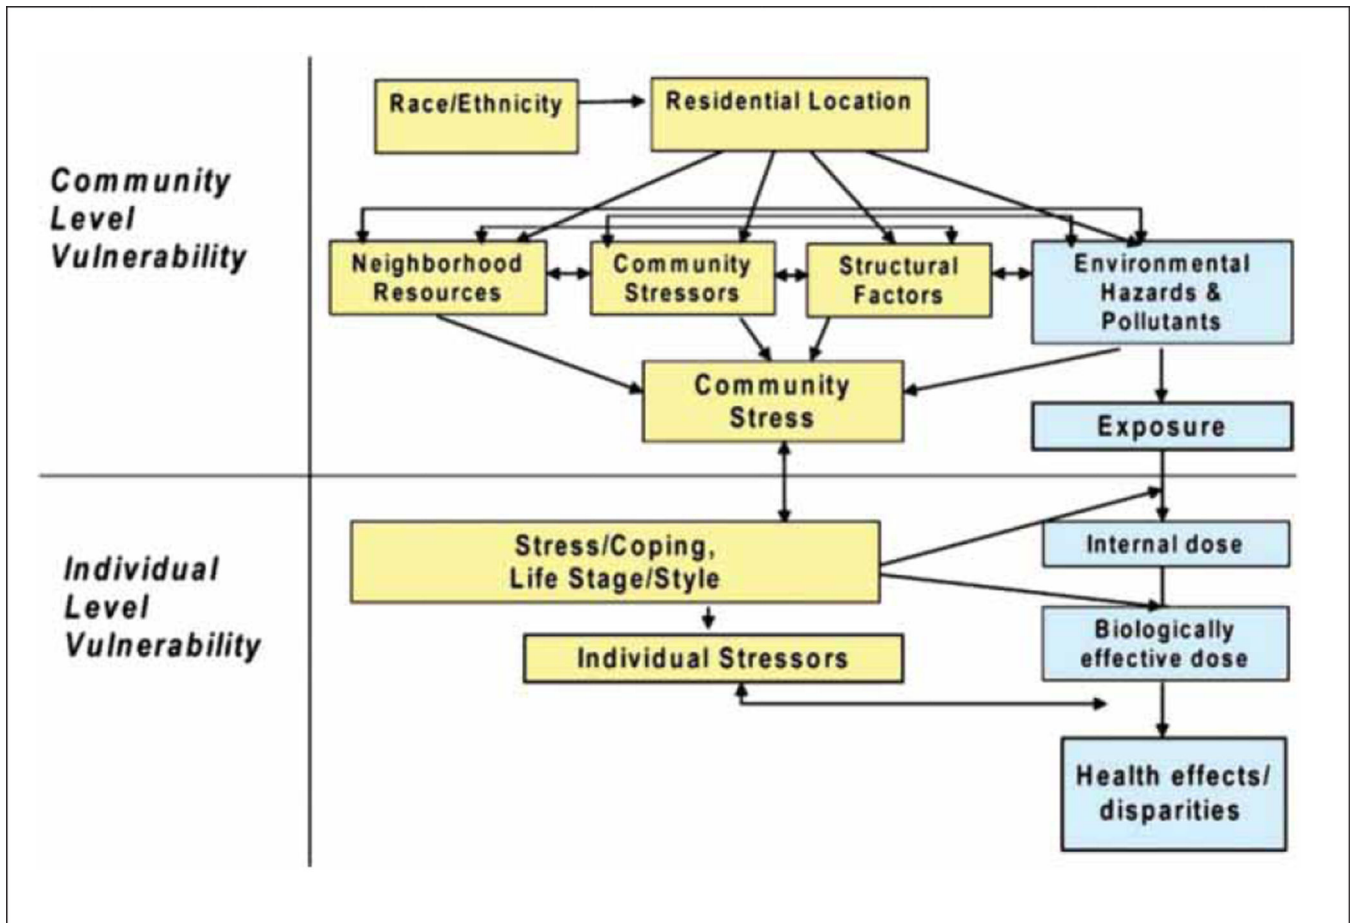 Race/Ethnicity
Residential Location
Community
Level
Vulnerability
Neighborhood
Resources
Community
Stressors
Structural
Factors
Environmental
Hazards &
Pollutants
Community
Stress
Exposure
Individual
Level
Vulnerability
Stress/Coping,
Life Stage/Style
Internal dose
Individual Stressors
Biologically
effective dose
Health effects/
disparities